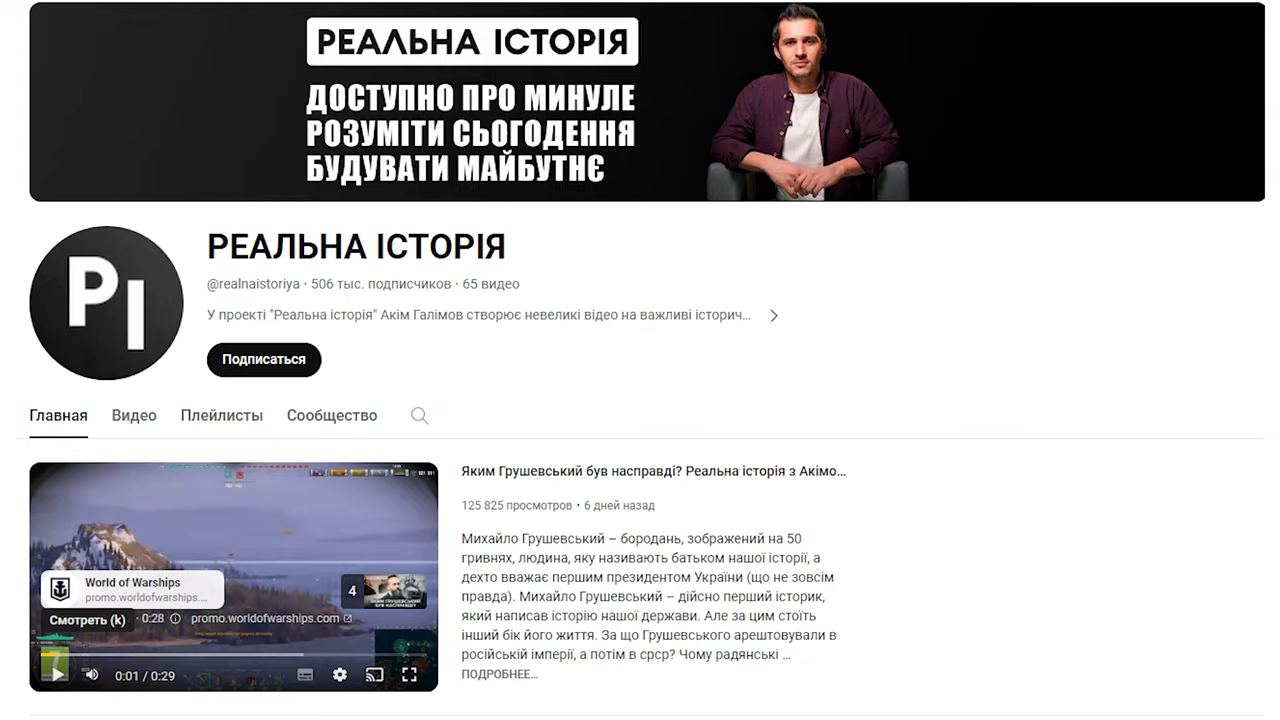 РЕАЛЬНА ІСТОРІЯ
ДОСТУПНО ПРО МИНУЛЕ
РОЗУМІТИ СЬОГОДЕННЯ
БУДУВАТИ МАЙБУТНЄ
РІ
РЕАЛЬНА ІСТОРІЯ
@realnaistoriya · 506 тыс. подписчиков · 65 видео
У проекті "Реальна історія" Акім Галімов створює невеликі відео на важливі історич...
Подписаться
Главная Видео Плейлисты Сообщество
Яким Грушевський був насправді? Реальна історія з Акімо...
125 825 просмотров • 6 дней назад
Михайло Грушевський – бородань, зображений на 50
гривнях, людина, яку називають батьком нашої історії, а
дехто вважає першим президентом України (що не зовсім
правда). Михайло Грушевський – дійсно перший історик,
який написав історію нашої держави. Але за цим стоїть
інший бік його життя. За що Грушевського арештовували в
російській імперії, а потім в срср? Чому радянські ...
ПОДРОБНЕЕ...
World of Warships
promo.worldofwarships....
4
Смотреть (k) · 0:28 promo.worldofwarships.com
0:01 / 0:29